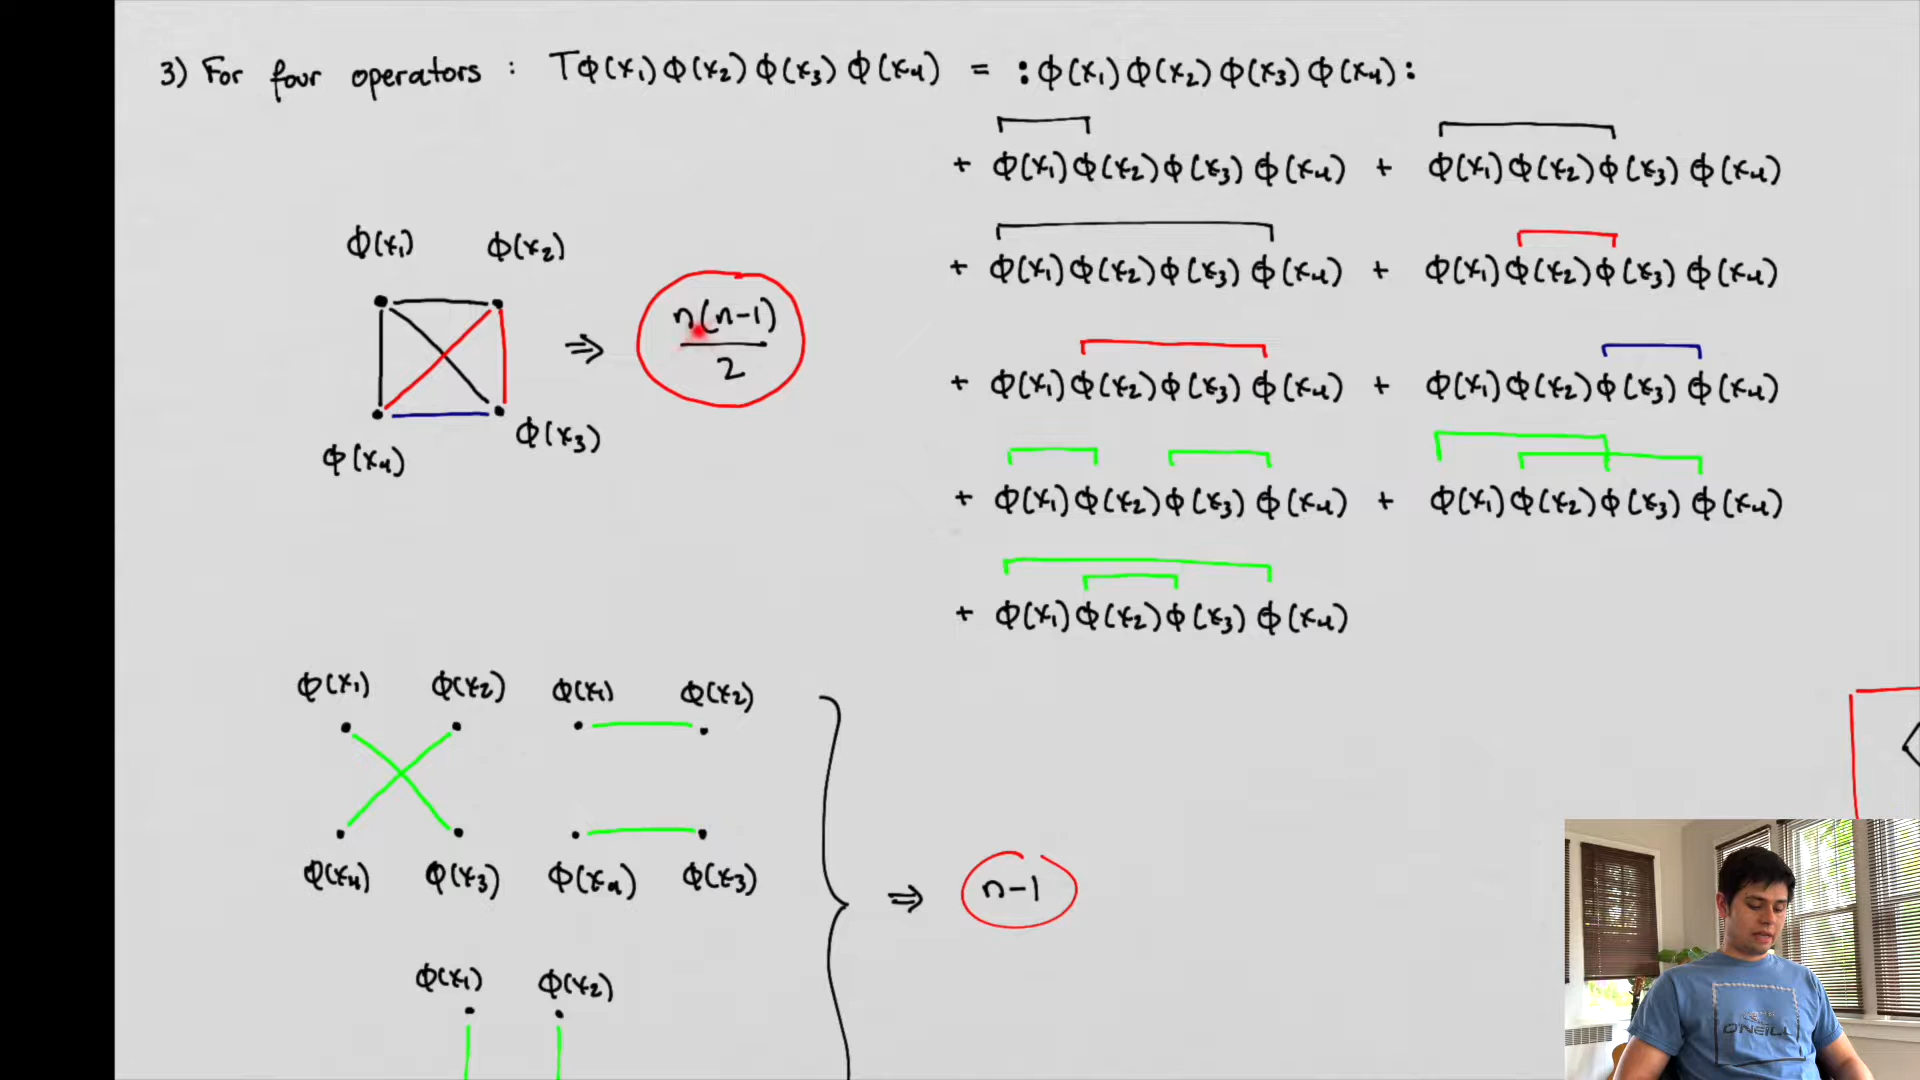 3) For four operators : Tϕ(x₁)ϕ(x₂)ϕ(x₃)ϕ(x₄) = :ϕ(x₁)ϕ(x₂)ϕ(x₃)ϕ(x₄):
+ ϕ(x₁)ϕ(x₂)ϕ(x₃)ϕ(x₄) + ϕ(x₁)ϕ(x₂)ϕ(x₃)ϕ(x₄)
+ ϕ(x₁)ϕ(x₂)ϕ(x₃)ϕ(x₄) + ϕ(x₁)ϕ(x₂)ϕ(x₃)ϕ(x₄)
+ ϕ(x₁)ϕ(x₂)ϕ(x₃)ϕ(x₄) + ϕ(x₁)ϕ(x₂)ϕ(x₃)ϕ(x₄)
+ ϕ(x₁)ϕ(x₂)ϕ(x₃)ϕ(x₄) + ϕ(x₁)ϕ(x₂)ϕ(x₃)ϕ(x₄)
+ ϕ(x₁)ϕ(x₂)ϕ(x₃)ϕ(x₄)
ϕ(x₁) ϕ(x₂)
⇒ n(n-1)/2
ϕ(x₄) ϕ(x₃)
ϕ(x₁) ϕ(x₂) ϕ(x₁) ϕ(x₂)
ϕ(x₄) ϕ(x₃) ϕ(x₄) ϕ(x₃)
⇒ n-1
ϕ(x₁) ϕ(x₂)
O'NEILL